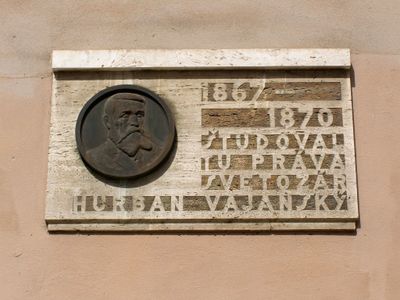 1867 —
1870
ŠTUDOVAL
TU PRÁVA
SVETOZÁR
HURBAN VAJANSKÝ